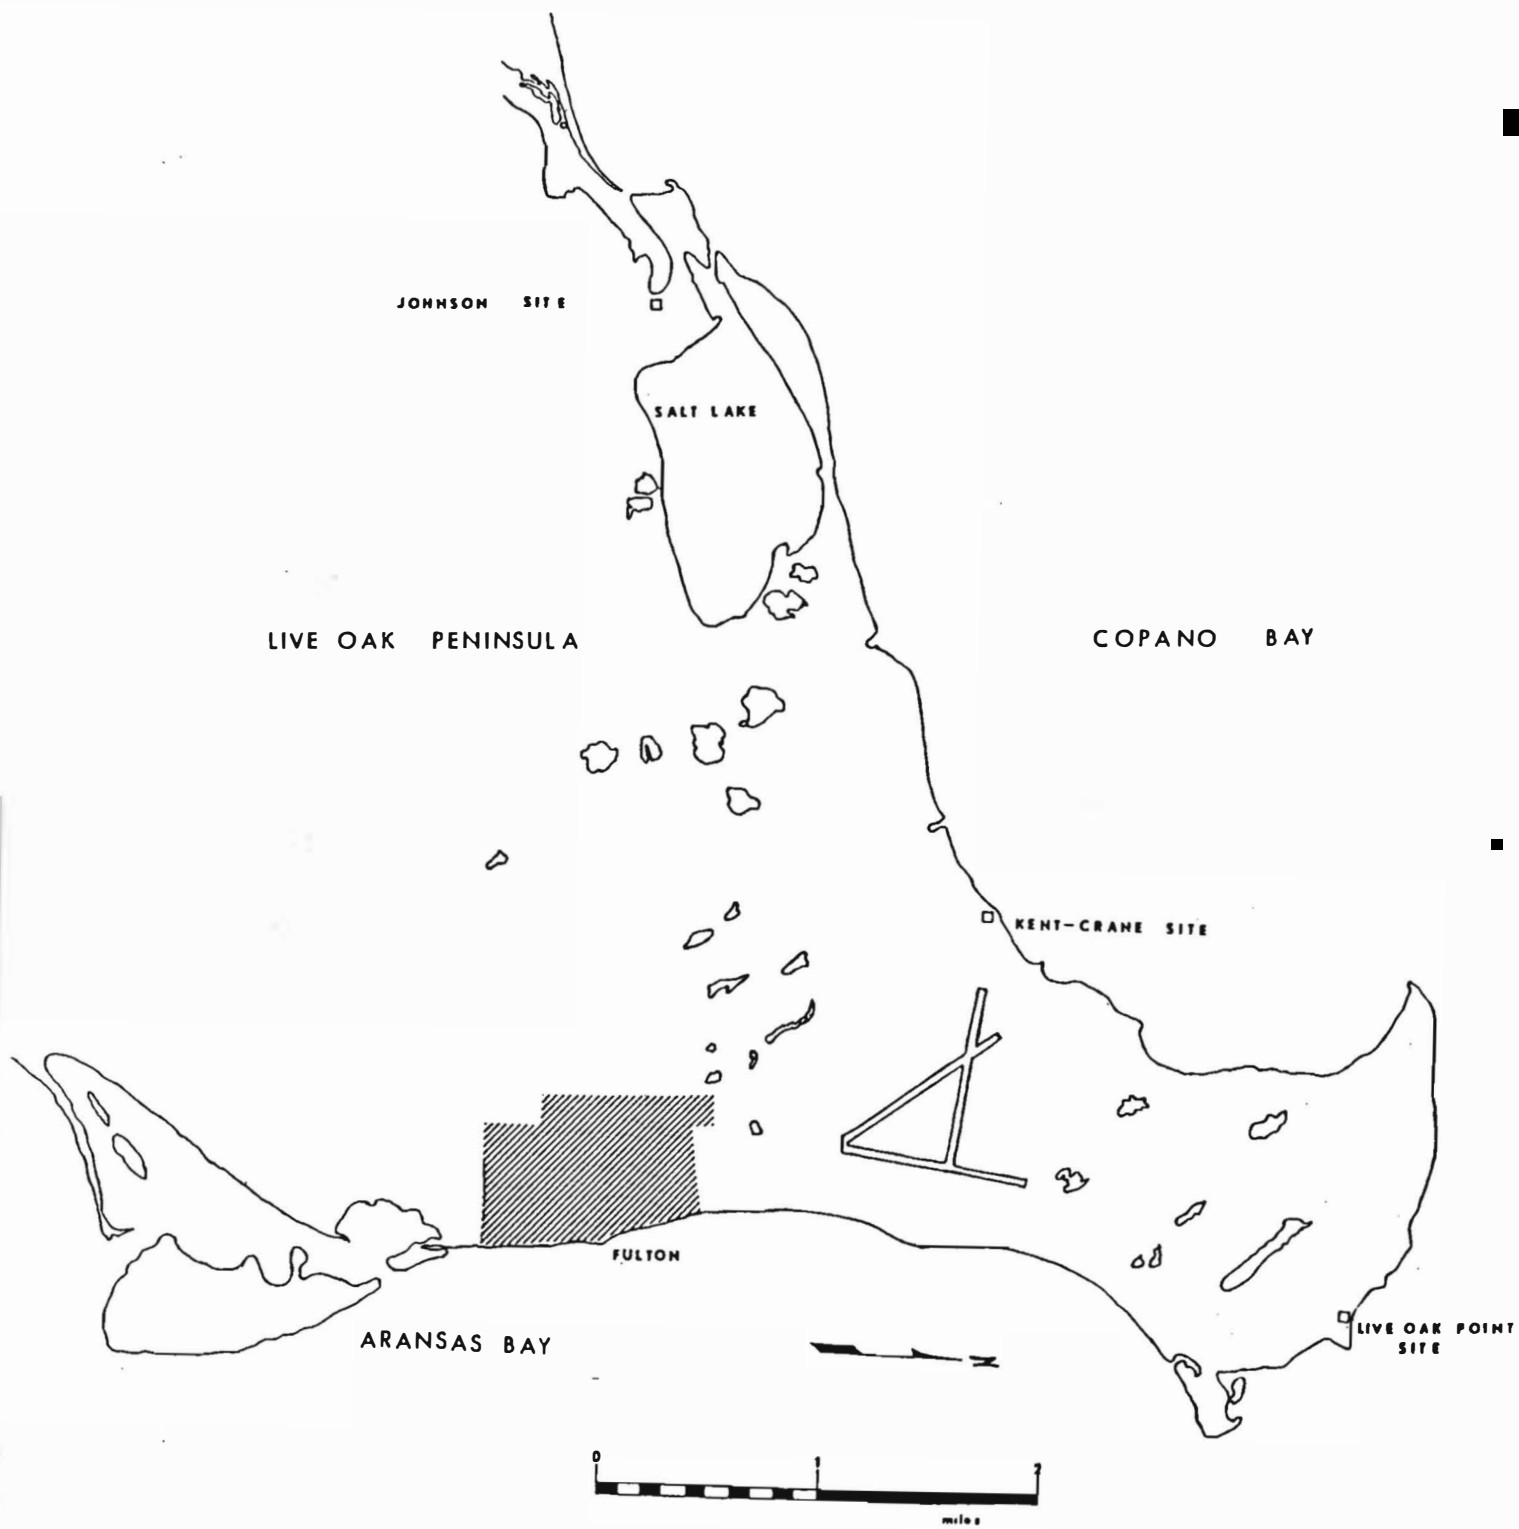 JOHNSON SITE
SALT LAKE
LIVE OAK PENINSULA
COPANO BAY
KENT-CRANE SITE
FULTON
LIVE OAK POINT
SITE
ARANSAS BAY
N
0 1 2
miles